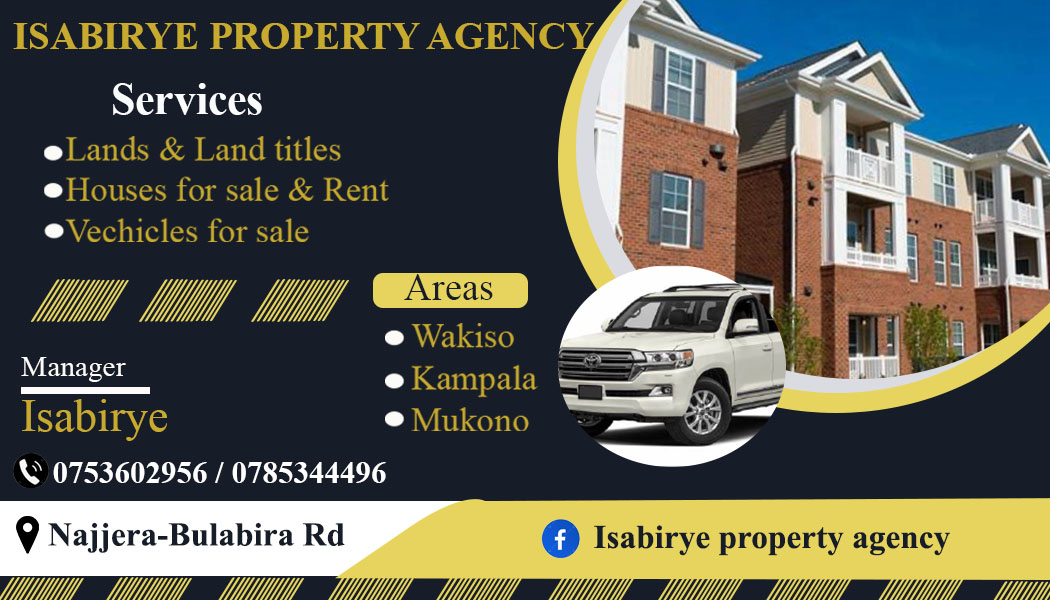 ISABIRYE PROPERTY AGENCY
Services
Lands & Land titles
Houses for sale & Rent
Vechicles for sale
Areas
Wakiso
Kampala
Mukono
Manager
Isabirye
0753602956 / 0785344496
Najjera-Bulabira Rd
Isabirye property agency